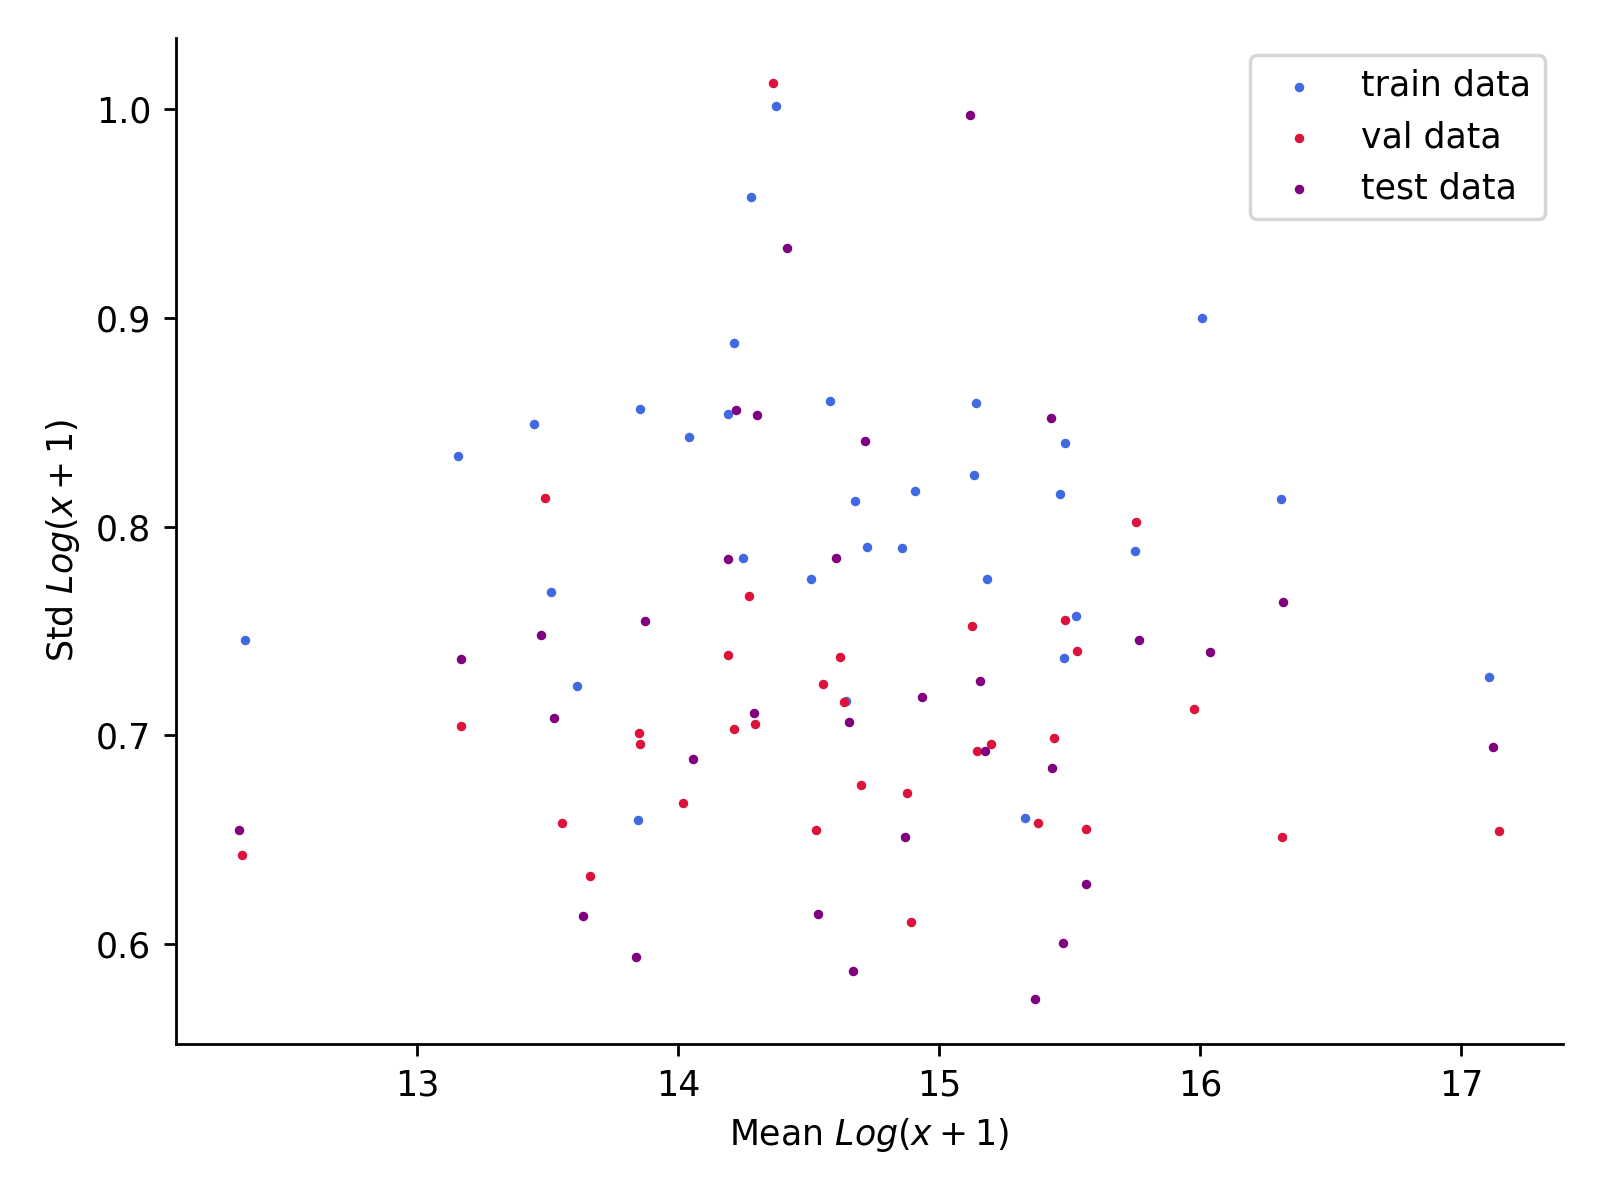 train data
val data
test data
1.0
0.9
0.8
0.7
0.6
Std Log(x + 1)
13 14 15 16 17
Mean Log(x + 1)